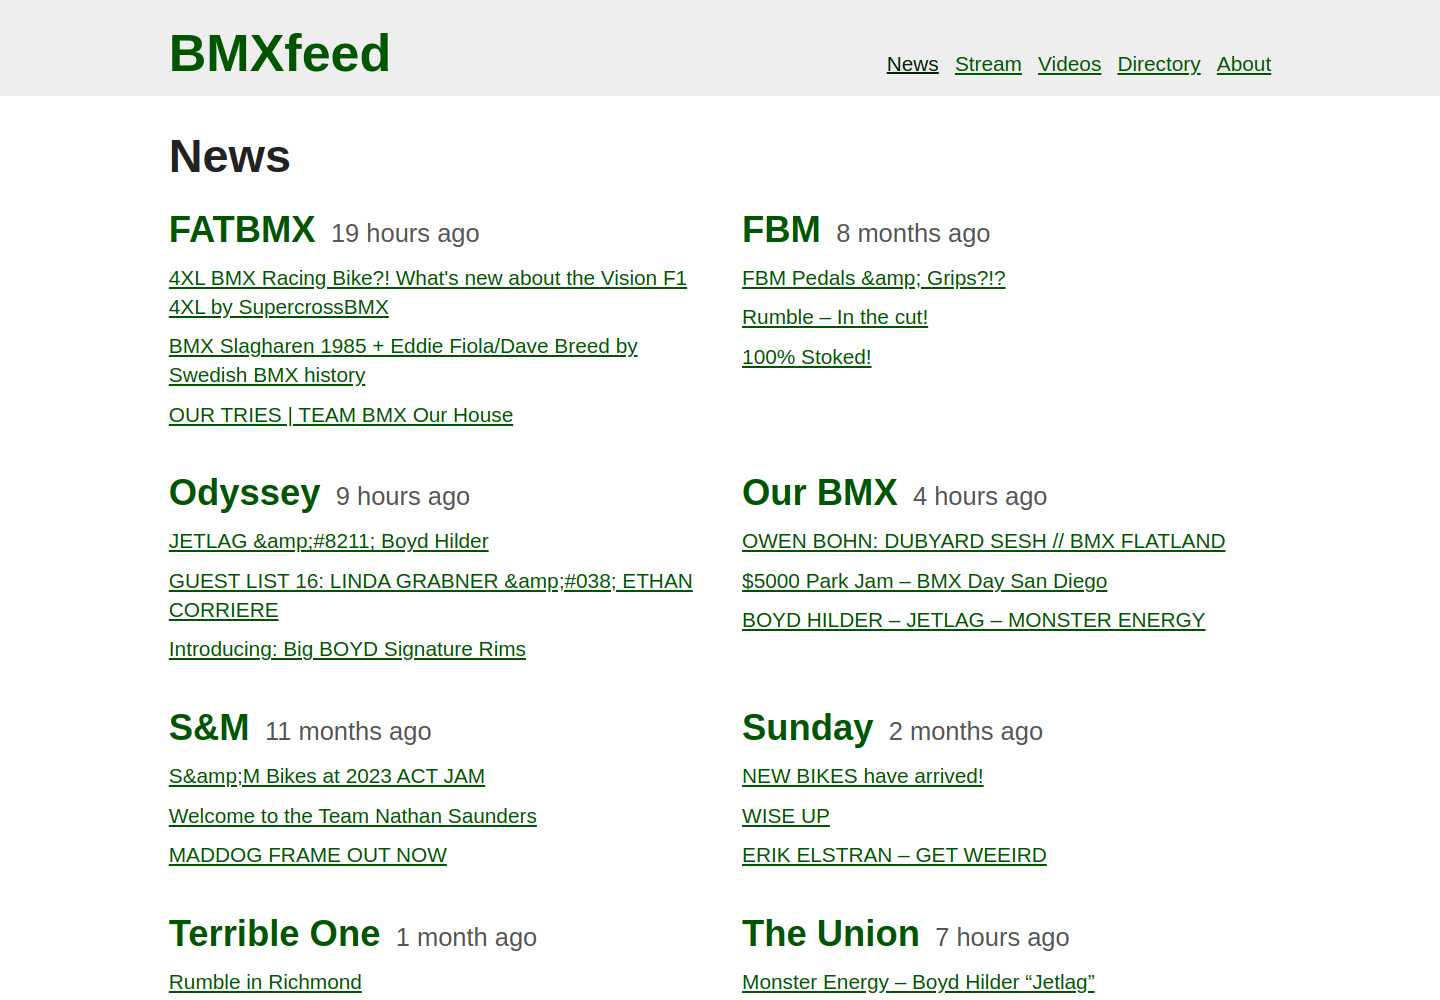 BMXfeed
News Stream Videos Directory About
News
FATBMX 19 hours ago
4XL BMX Racing Bike?! What's new about the Vision F1
4XL by SupercrossBMX
BMX Slagharen 1985 + Eddie Fiola/Dave Breed by
Swedish BMX history
OUR TRIES | TEAM BMX Our House
FBM 8 months ago
FBM Pedals &amp; Grips?!?
Rumble – In the cut!
100% Stoked!
Odyssey 9 hours ago
JETLAG &amp;#8211; Boyd Hilder
GUEST LIST 16: LINDA GRABNER &amp;#038; ETHAN
CORRIERE
Introducing: Big BOYD Signature Rims
Our BMX 4 hours ago
OWEN BOHN: DUBYARD SESH // BMX FLATLAND
$5000 Park Jam – BMX Day San Diego
BOYD HILDER – JETLAG – MONSTER ENERGY
S&M 11 months ago
S&amp;M Bikes at 2023 ACT JAM
Welcome to the Team Nathan Saunders
MADDOG FRAME OUT NOW
Sunday 2 months ago
NEW BIKES have arrived!
WISE UP
ERIK ELSTRAN – GET WEEIRD
Terrible One 1 month ago
Rumble in Richmond
The Union 7 hours ago
Monster Energy – Boyd Hilder “Jetlag”